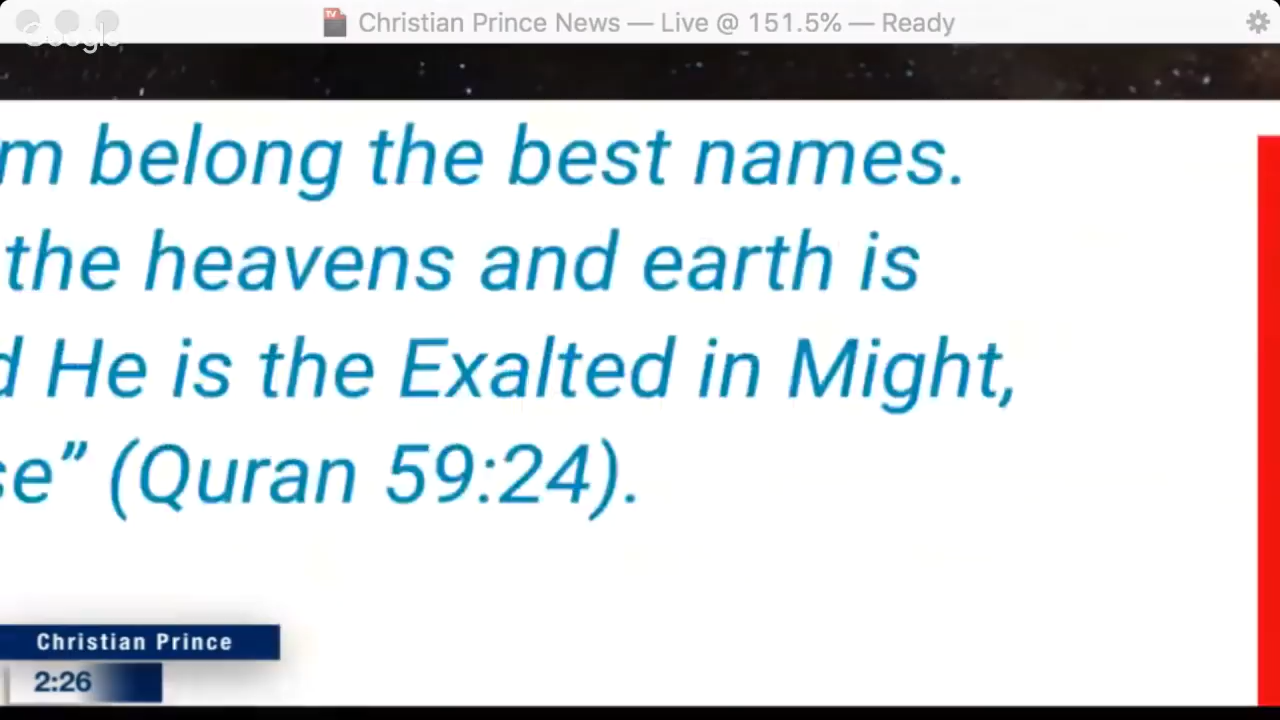 Christian Prince News — Live @ 151.5% — Ready
Google
m belong the best names.
the heavens and earth is
d He is the Exalted in Might,
se” (Quran 59:24).
Christian Prince
2:26